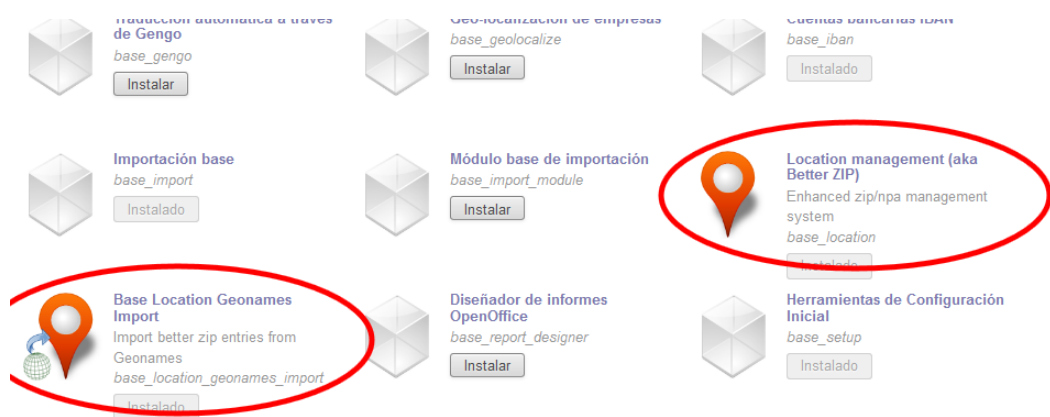 Traducción automática a través
de Gengo
base_gengo
Instalar
Geo-localización de empresas
base_geolocalize
Instalar
Cuentas bancarias IBAN
base_iban
Instalado
Importación base
base_import
Instalado
Módulo base de importación
base_import_module
Instalar
Location management (aka
Better ZIP)
Enhanced zip/npa management
system
base_location
Instalado
Base Location Geonames
Import
Import better zip entries from
Geonames
base_location_geonames_import
Instalado
Diseñador de informes
OpenOffice
base_report_designer
Instalar
Herramientas de Configuración
Inicial
base_setup
Instalado